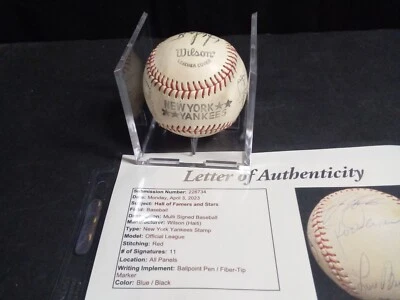 Wilson
NEW YORK
YANKEES
Letter of Authenticity
Submission Number: 228734
Date: Monday, April 3, 2023
Subject: Hall of Famers and Stars
Field: Baseball
Description: Multi Signed Baseball
Manufacturer: Wilson (Haiti)
Type: New York Yankees Stamp
Model: Official League
Stitching: Red
# of Signatures: 11
Location: All Panels
Writing Implement: Ballpoint Pen / Fiber-Tip
Marker
Color: Blue / Black